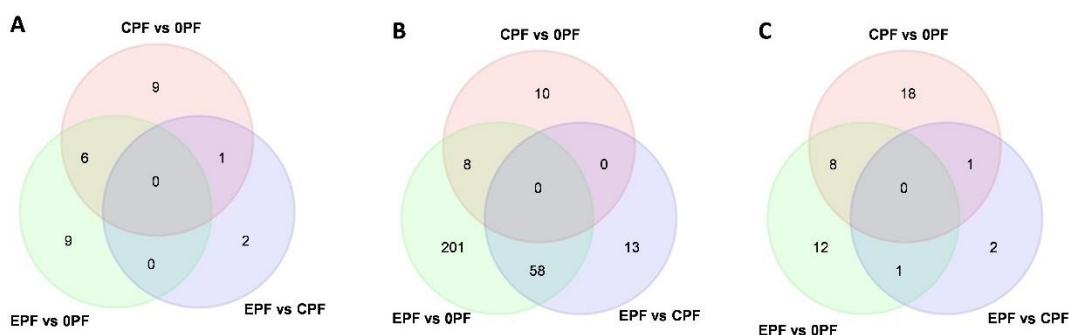 A
CPF vs 0PF
9
6
1
0
9
2
0
EPF vs 0PF
EPF vs CPF
B
CPF vs 0PF
10
8
0
0
201
13
58
EPF vs 0PF
EPF vs CPF
C
CPF vs 0PF
18
8
1
0
12
2
1
EPF vs 0PF
EPF vs CPF